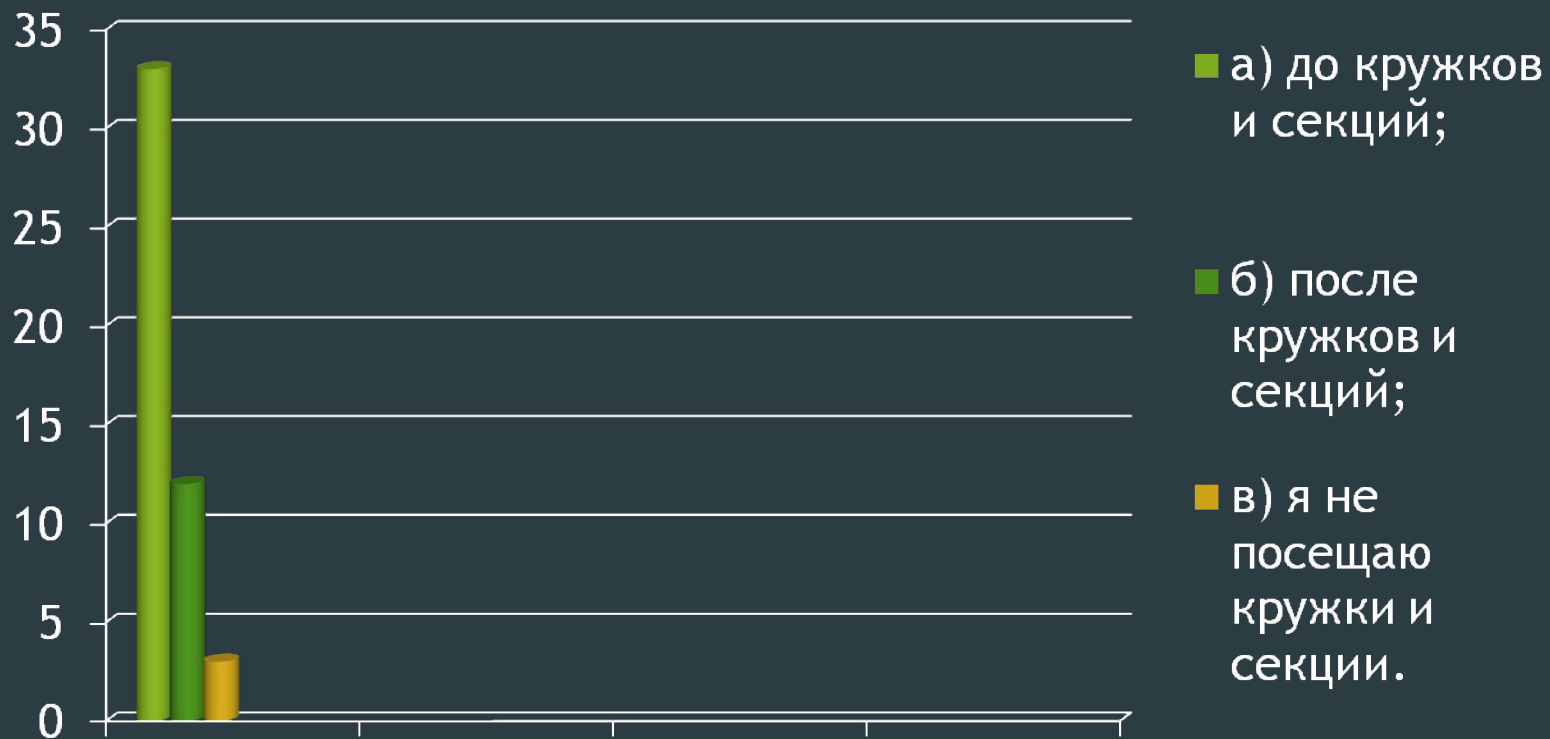 35
30
25
20
15
10
5
0
а) до кружков
и секций;
б) после
кружков и
секций;
в) я не
посещаю
кружки и
секции.